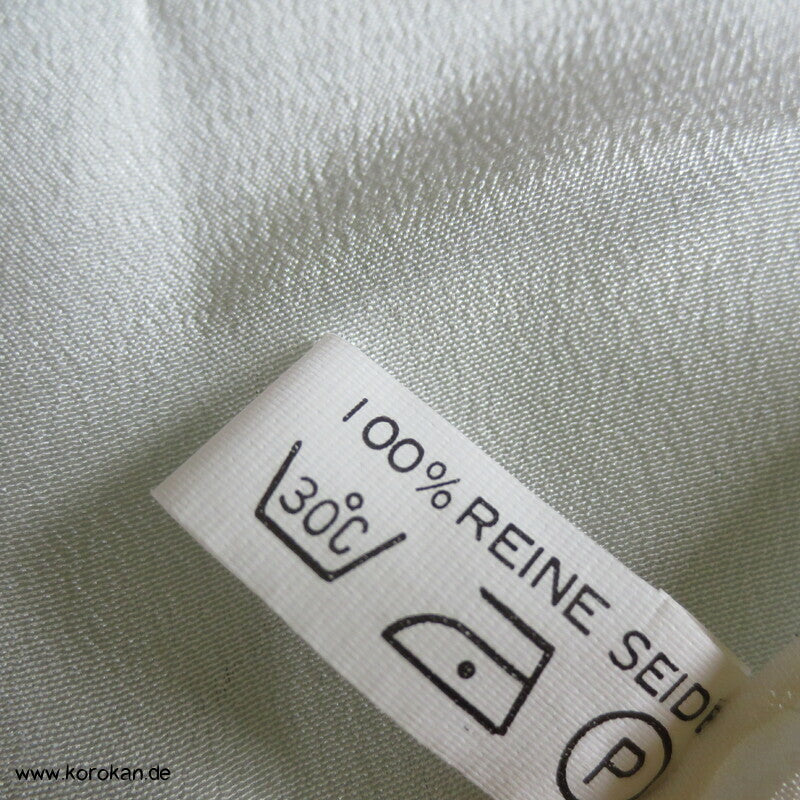 100% REINE SEIDE
30°C
P
www.korokan.de